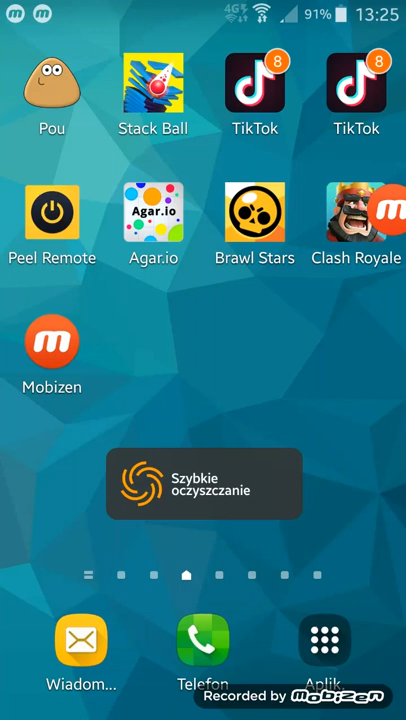 4G
91%
13:25
Pou
Stack Ball
8
TikTok
8
TikTok
Peel Remote
Agar.io
Agar.io
Brawl Stars
Clash Royale
Mobizen
Szybkie
oczyszczanie
Wiadom...
Telefon
Aplik.
Recorded by mobizen